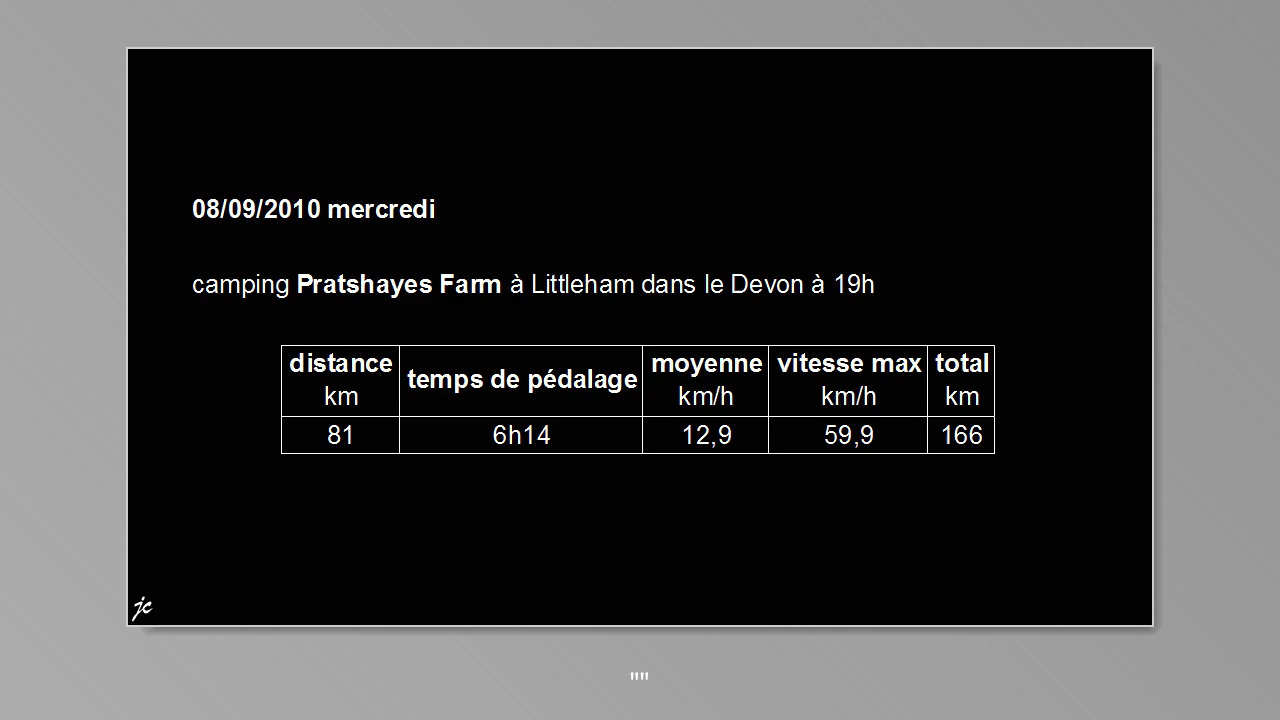 08/09/2010 mercredi
camping Pratshayes Farm à Littleham dans le Devon à 19h
distance km temps de pédalage moyenne km/h vitesse max km/h total km
81 6h14 12,9 59,9 166
jc
""